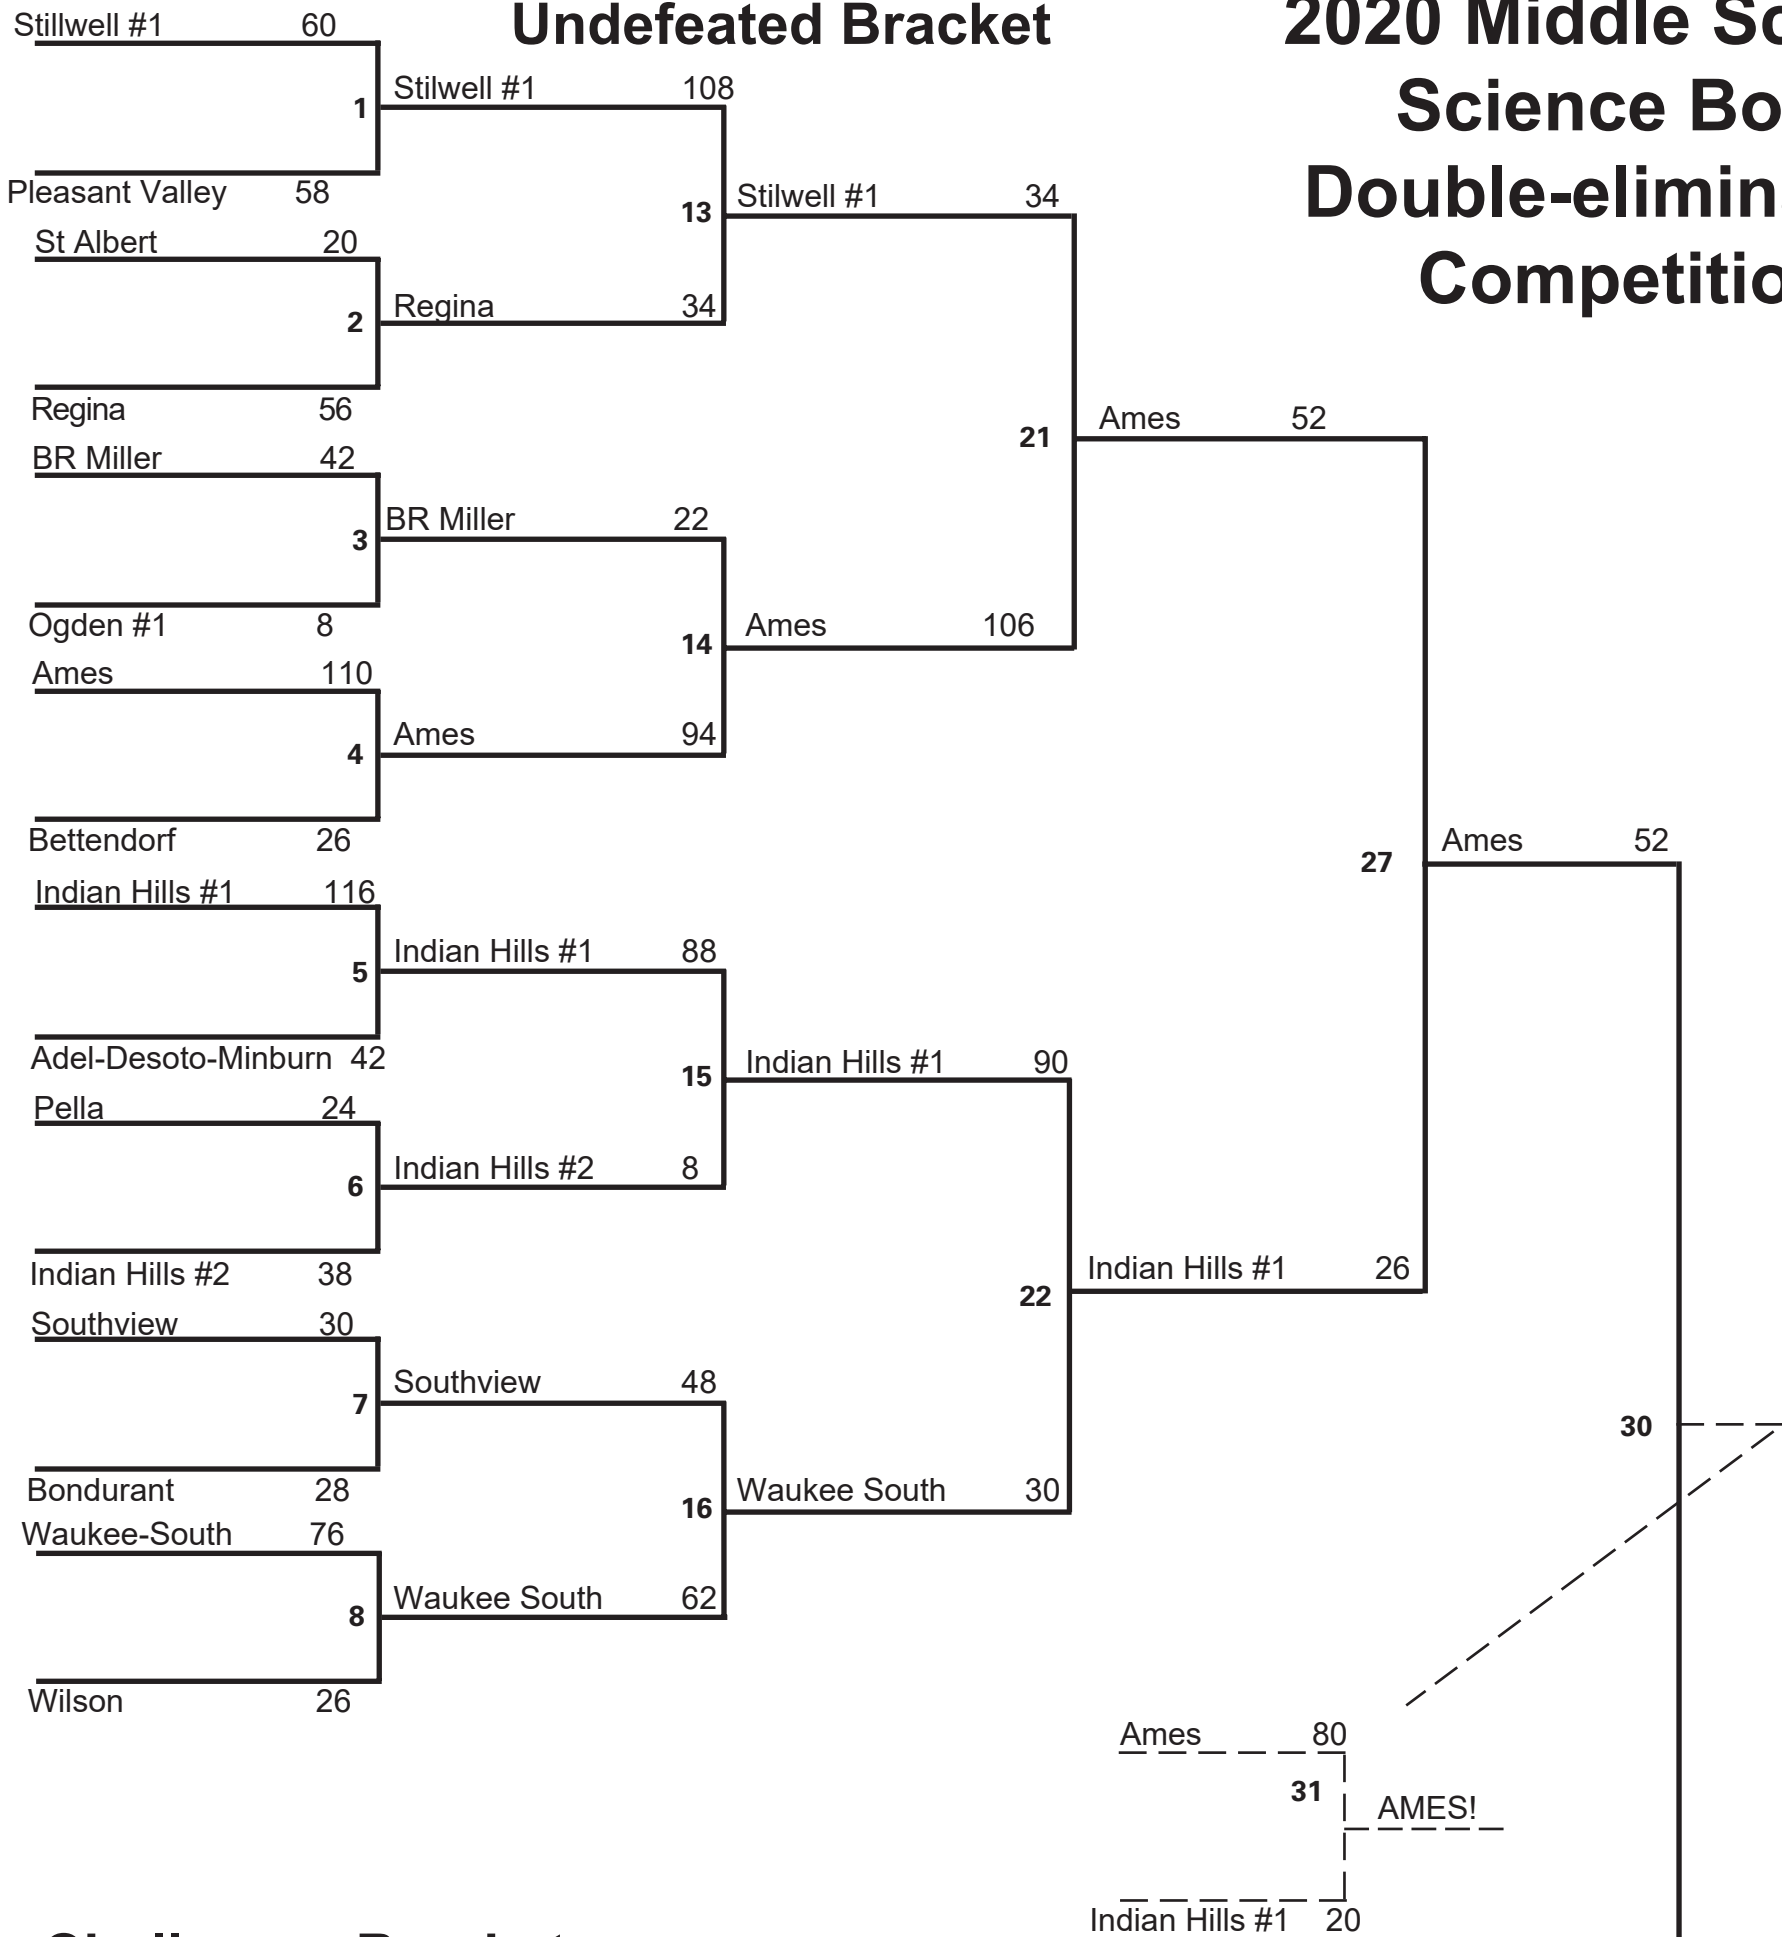 Undefeated Bracket
2020 Middle Sc
Science Bo
Double-elimin
Competitio
Stillwell #1 60
1
Pleasant Valley 58
St Albert 20
2
Regina 56
BR Miller 42
3
Ogden #1 8
Ames 110
4
Bettendorf 26
Indian Hills #1 116
5
Adel-Desoto-Minburn 42
Pella 24
6
Indian Hills #2 38
Southview 30
7
Bondurant 28
Waukee-South 76
8
Wilson 26
Stilwell #1 108
13
Regina 34
BR Miller 22
14
Ames 94
Indian Hills #1 88
15
Indian Hills #2 8
Southview 48
16
Waukee South 62
Stilwell #1 34
21
Ames 106
Indian Hills #1 90
22
Waukee South 30
Ames 52
27
Indian Hills #1 26
Ames 52
30
Ames 80
31
AMES!
Indian Hills #1 20